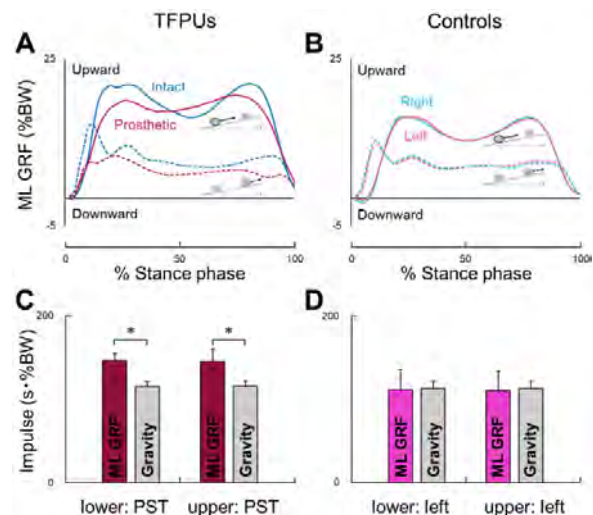 TFPUs
Controls
A
B
ML GRF (%BW)
25
Upward
Intact
Prosthetic
Downward
-5
0
50
100
% Stance phase
25
Upward
Right
Left
Downward
-5
0
50
100
% Stance phase
C
D
Impulse (s·%BW)
200
*
*
ML GRF
Gravity
ML GRF
Gravity
0
lower: PST
upper: PST
200
ML GRF
Gravity
ML GRF
Gravity
0
lower: left
upper: left